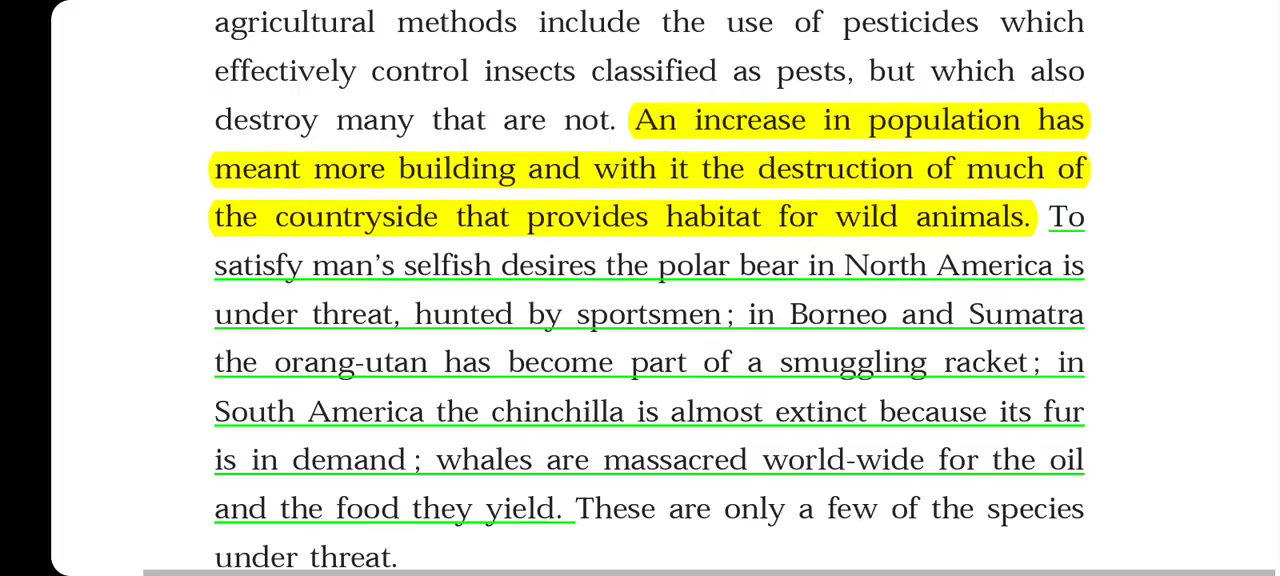 agricultural methods include the use of pesticides which
effectively control insects classified as pests, but which also
destroy many that are not. An increase in population has
meant more building and with it the destruction of much of
the countryside that provides habitat for wild animals. To
satisfy man’s selfish desires the polar bear in North America is
under threat, hunted by sportsmen; in Borneo and Sumatra
the orang-utan has become part of a smuggling racket; in
South America the chinchilla is almost extinct because its fur
is in demand; whales are massacred world-wide for the oil
and the food they yield. These are only a few of the species
under threat.